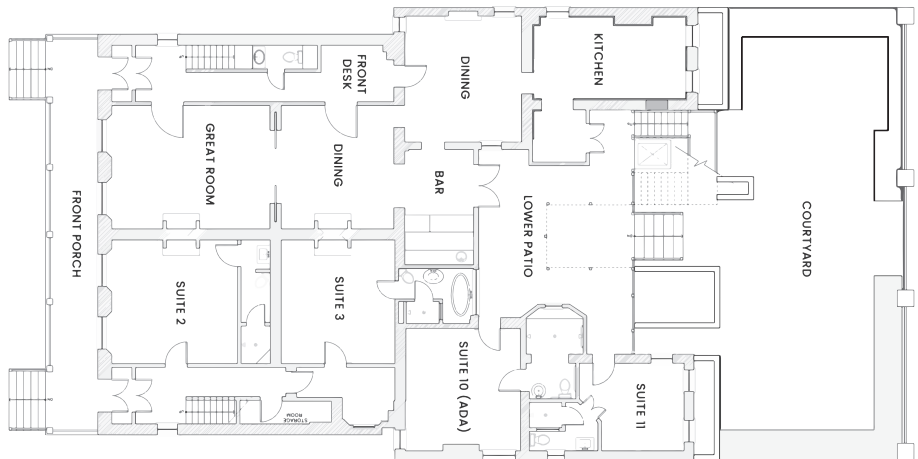 FRONT PORCH
GREAT ROOM
FRONT
DESK
DINING
DINING
KITCHEN
BAR
LOWER PATIO
COURTYARD
SUITE 2
SUITE 3
SUITE 10 (ADA)
SUITE 11
STORAGE
ROOM